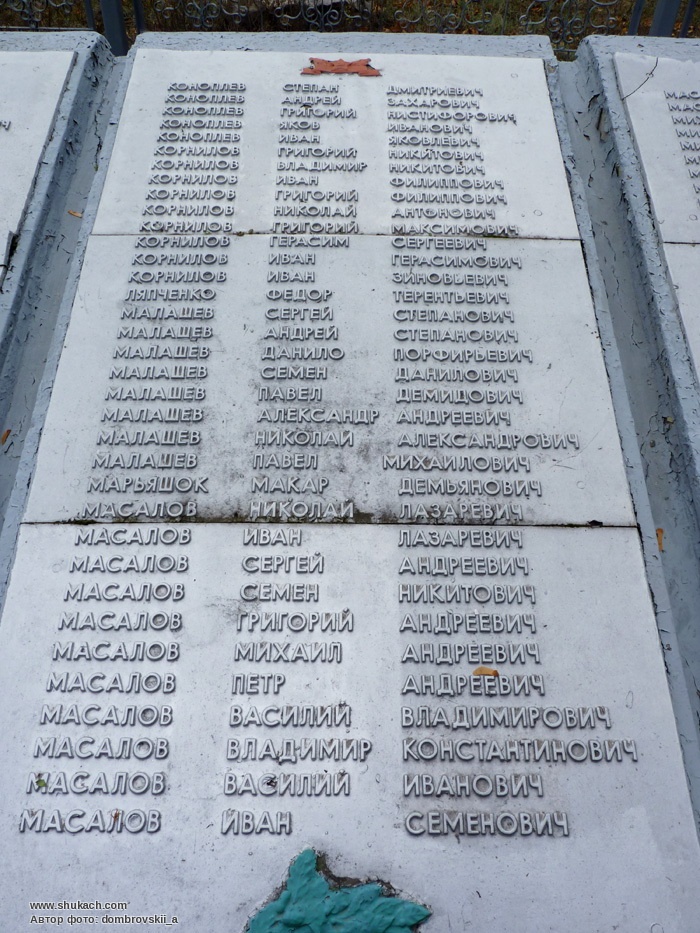 КОНОПЛЕВ СТЕПАН ДМИТРИЕВИЧ
КОНОПЛЕВ АНДРЕЙ ЗАХАРОВИЧ
КОНОПЛЕВ ГРИГОРИЙ НИСТИФОРОВИЧ
КОНОПЛЕВ ЯКОВ ИВАНОВИЧ
КОНОПЛЕВ ИВАН ЯКОВЛЕВИЧ
КОРНИЛОВ ГРИГОРИЙ НИКИТОВИЧ
КОРНИЛОВ ВЛАДИМИР НИКИТОВИЧ
КОРНИЛОВ ИВАН ФИЛИППОВИЧ
КОРНИЛОВ ГРИГОРИЙ ФИЛИППОВИЧ
КОРНИЛОВ НИКОЛАЙ АНТОНОВИЧ
КОРНИЛОВ ГРИГОРИЙ МАКСИМОВИЧ
КОРНИЛОВ ГЕРАСИМ СЕРГЕЕВИЧ
КОРНИЛОВ ИВАН ГЕРАСИМОВИЧ
КОРНИЛОВ ИВАН ЗИНОВЬЕВИЧ
ЛЯПЧЕНКО ФЕДОР ТЕРЕНТЬЕВИЧ
МАЛАШЕВ СЕРГЕЙ СТЕПАНОВИЧ
МАЛАШЕВ АНДРЕЙ СТЕПАНОВИЧ
МАЛАШЕВ ДАНИЛО ПОРФИРЬЕВИЧ
МАЛАШЕВ СЕМЕН ДАНИЛОВИЧ
МАЛАШЕВ ПАВЕЛ ДЕМИДОВИЧ
МАЛАШЕВ АЛЕКСАНДР АНДРЕЕВИЧ
МАЛАШЕВ НИКОЛАЙ АЛЕКСАНДРОВИЧ
МАЛАШЕВ ПАВЕЛ МИХАИЛОВИЧ
МАРЬЯШОК МАКАР ДЕМЬЯНОВИЧ
МАСАЛОВ НИКОЛАЙ ЛАЗАРЕВИЧ
МАСАЛОВ ИВАН ЛАЗАРЕВИЧ
МАСАЛОВ СЕРГЕЙ АНДРЕЕВИЧ
МАСАЛОВ СЕМЕН НИКИТОВИЧ
МАСАЛОВ ГРИГОРИЙ АНДРЕЕВИЧ
МАСАЛОВ МИХАИЛ АНДРЕЕВИЧ
МАСАЛОВ ПЕТР АНДРЕЕВИЧ
МАСАЛОВ ВАСИЛИЙ ВЛАДИМИРОВИЧ
МАСАЛОВ ВЛАДИМИР КОНСТАНТИНОВИЧ
МАСАЛОВ ВАСИЛИЙ ИВАНОВИЧ
МАСАЛОВ ИВАН СЕМЕНОВИЧ
www.shukach.com
Автор фото: dombrovskii_a